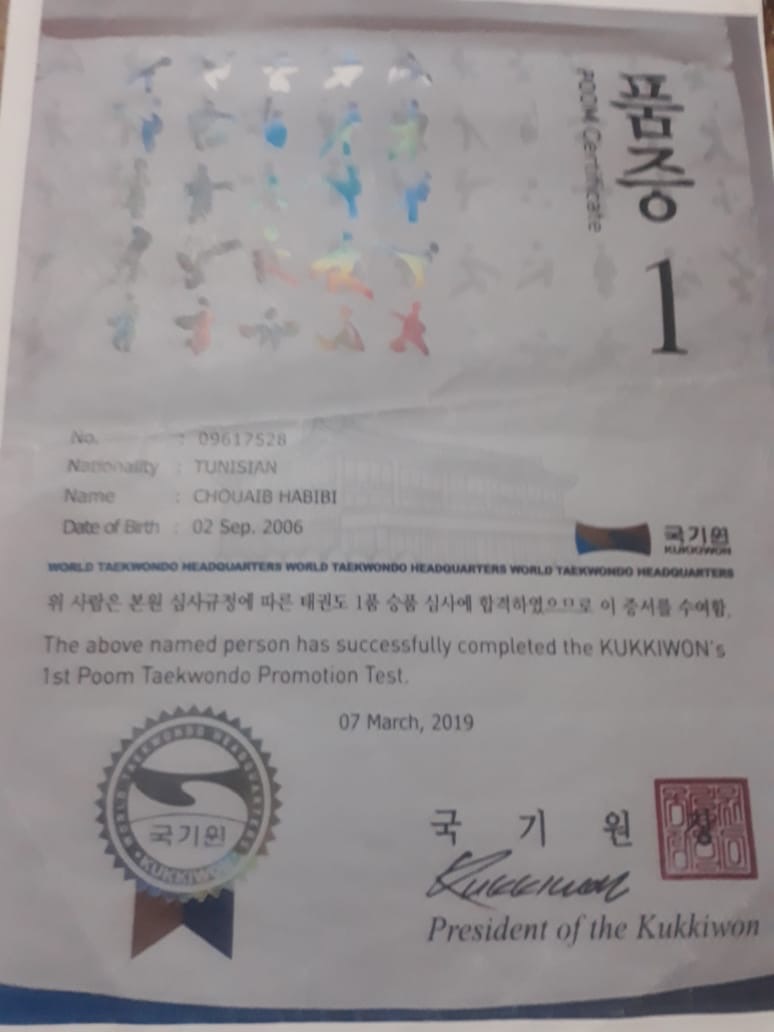 품증 1
POOM Certificate
No. : 09617528
Nationality : TUNISIAN
Name : CHOUAIB HABIBI
Date of Birth : 02 Sep. 2006
국기원
KUKKIWON
WORLD TAEKWONDO HEADQUARTERS WORLD TAEKWONDO HEADQUARTERS WORLD TAEKWONDO HEADQUARTERS
위 사람은 본원 심사규정에 따른 태권도 1품 승품 심사에 합격하였으므로 이 증서를 수여함.
The above named person has successfully completed the KUKKIWON's
1st Poom Taekwondo Promotion Test.
07 March, 2019
WORLD TAEKWONDO HEADQUARTERS
국기원
KUKKIWON
국 기 원 장
Kukkiwon
President of the Kukkiwon